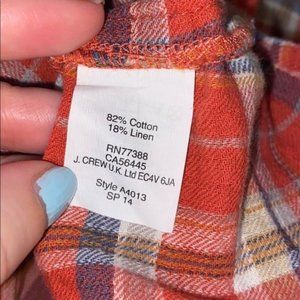 82% Cotton
18% Linen
RN77388
CA56445
J. CREW U.K. Ltd EC4V 6JA
Style A4013
SP 14